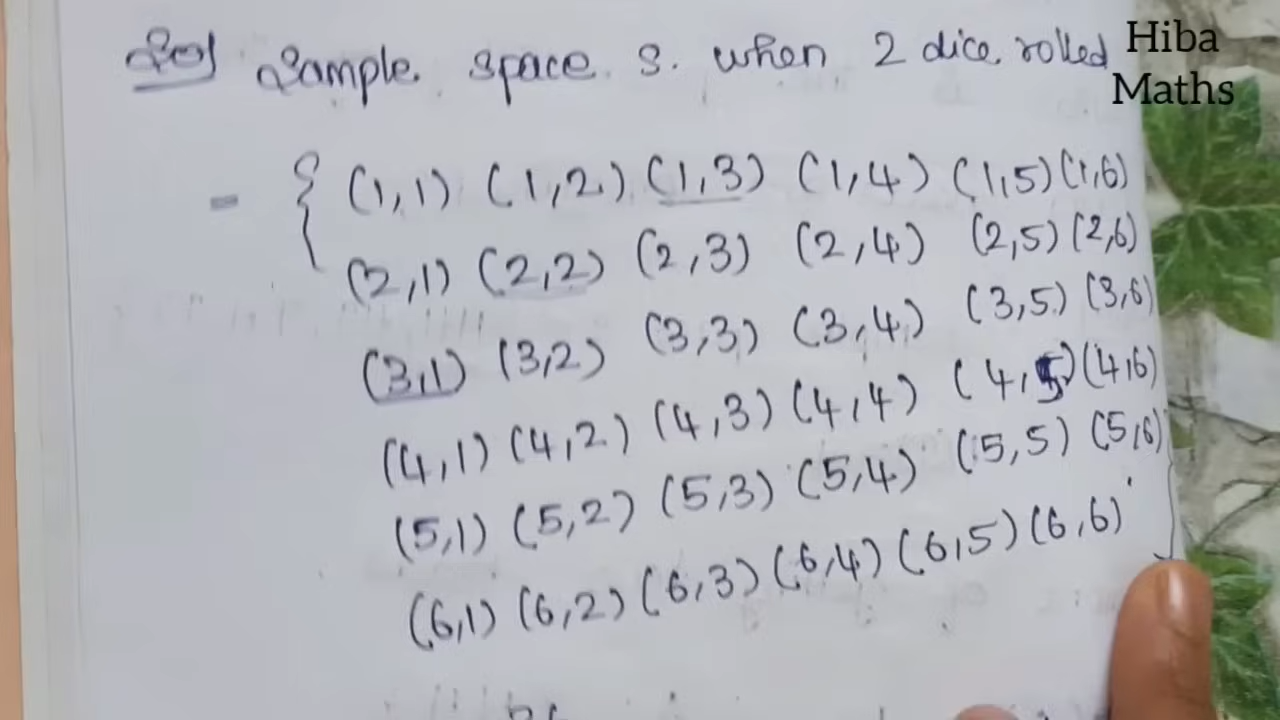 Sol Sample space S. when 2 dice rolled
Hiba
Maths
= { (1,1) (1,2) (1,3) (1,4) (1,5) (1,6)
(2,1) (2,2) (2,3) (2,4) (2,5) (2,6)
(3,1) (3,2) (3,3) (3,4) (3,5) (3,6)
(4,1) (4,2) (4,3) (4,4) (4,5) (4,6)
(5,1) (5,2) (5,3) (5,4) (5,5) (5,6)
(6,1) (6,2) (6,3) (6,4) (6,5) (6,6) }